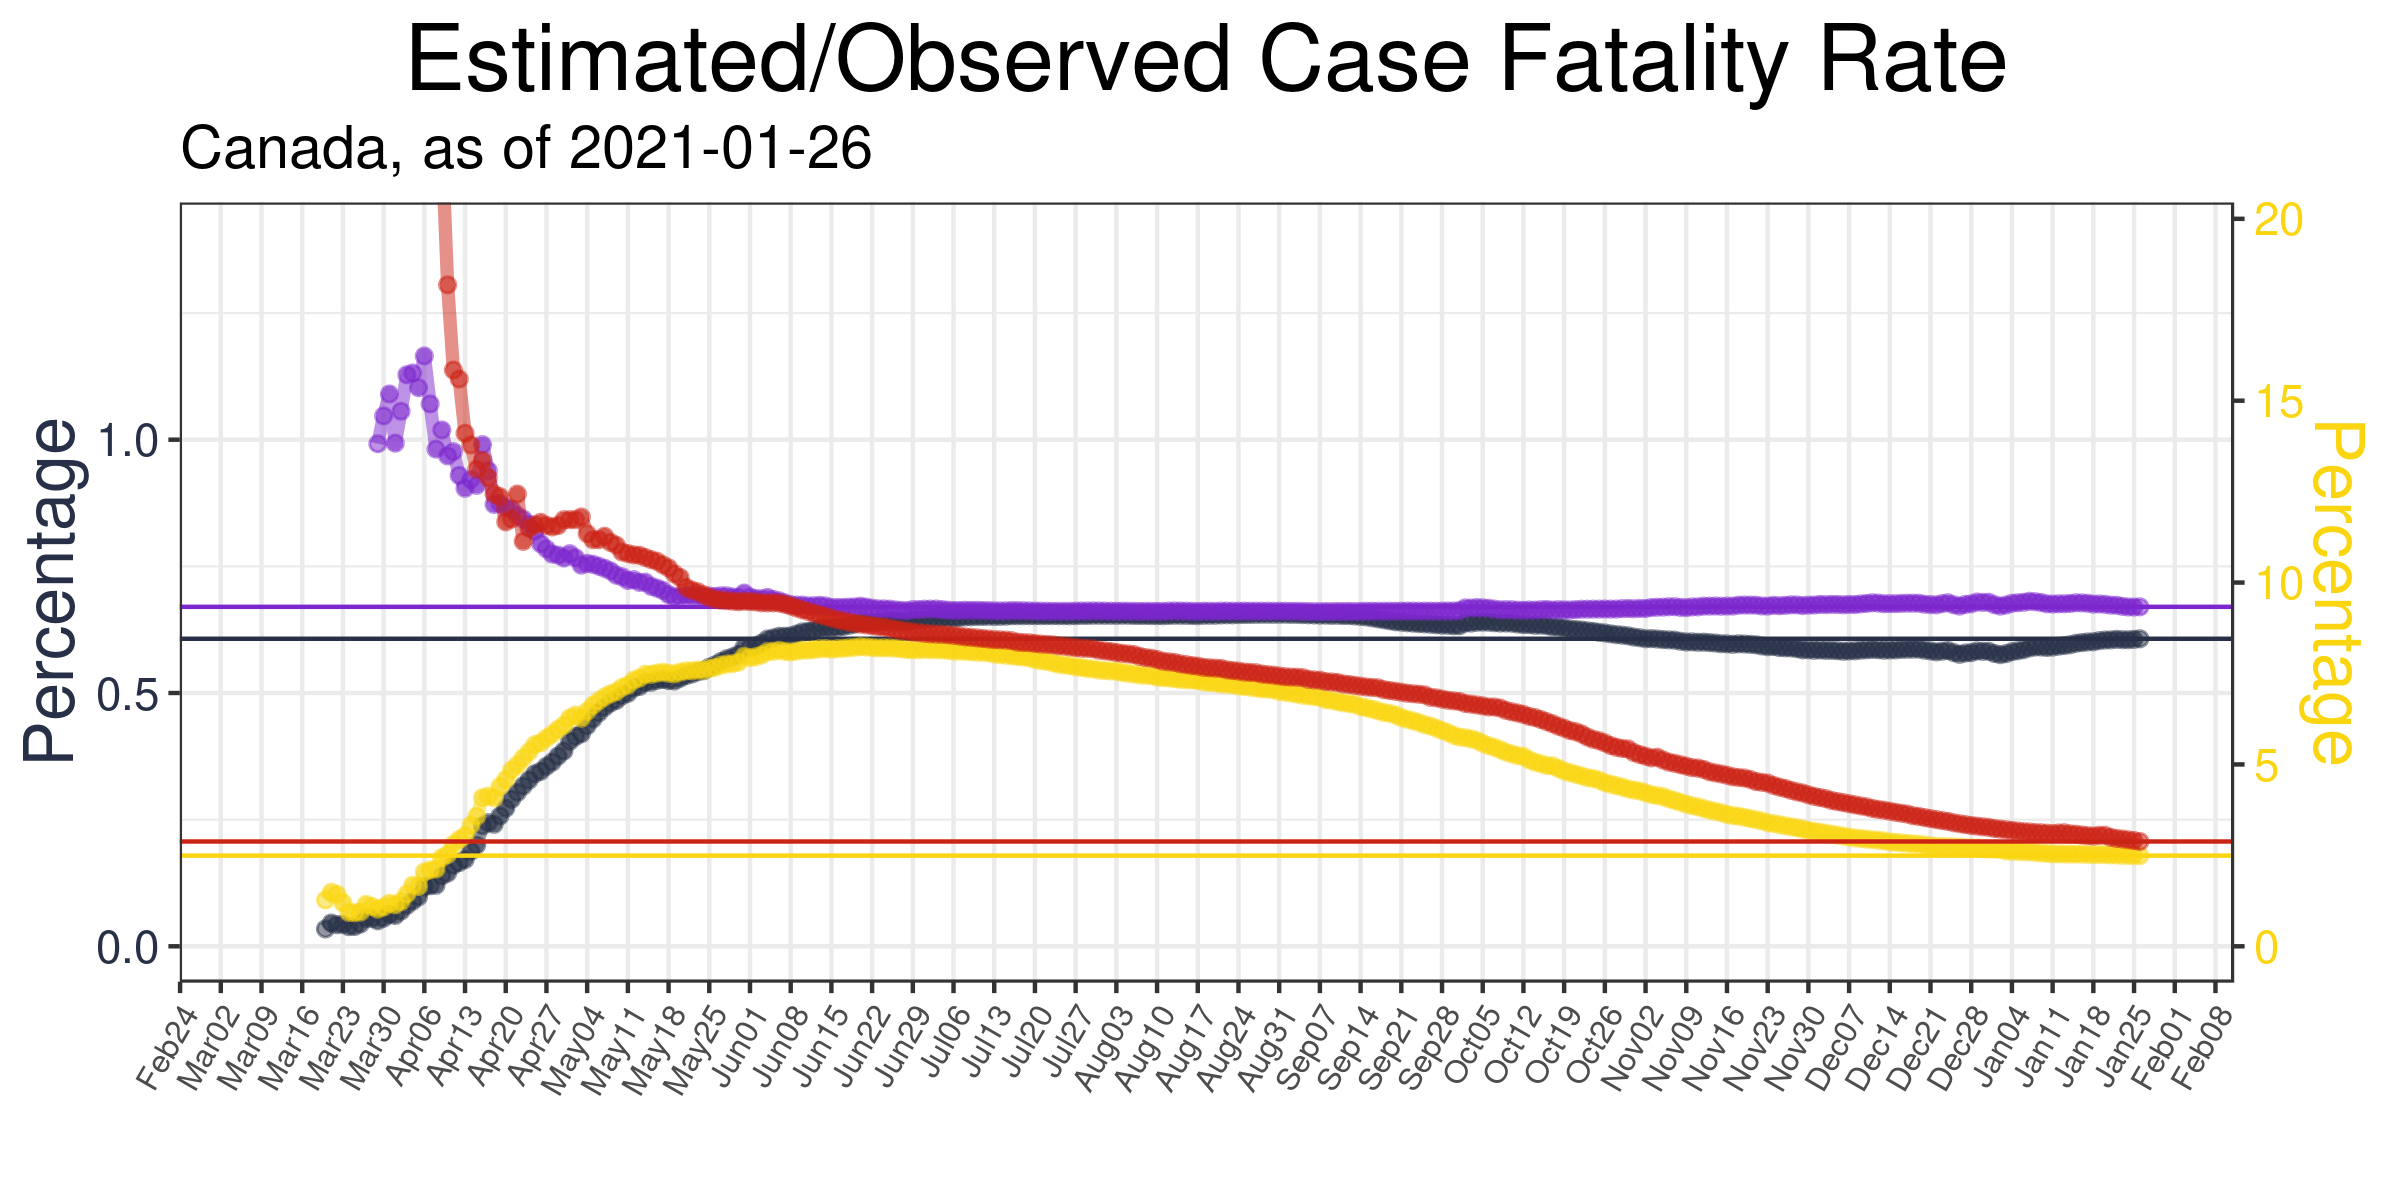 Estimated/Observed Case Fatality Rate
Canada, as of 2021-01-26
Percentage
1.0
0.5
0.0
20
15
10
5
0
Percentage
Feb24 Mar02 Mar09 Mar16 Mar23 Mar30 Apr06 Apr13 Apr20 Apr27 May04 May11 May18 May25 Jun01 Jun08 Jun15 Jun22 Jun29 Jul06 Jul13 Jul20 Jul27 Aug03 Aug10 Aug17 Aug24 Aug31 Sep07 Sep14 Sep21 Sep28 Oct05 Oct12 Oct19 Oct26 Nov02 Nov09 Nov16 Nov23 Nov30 Dec07 Dec14 Dec21 Dec28 Jan04 Jan11 Jan18 Jan25 Feb01 Feb08